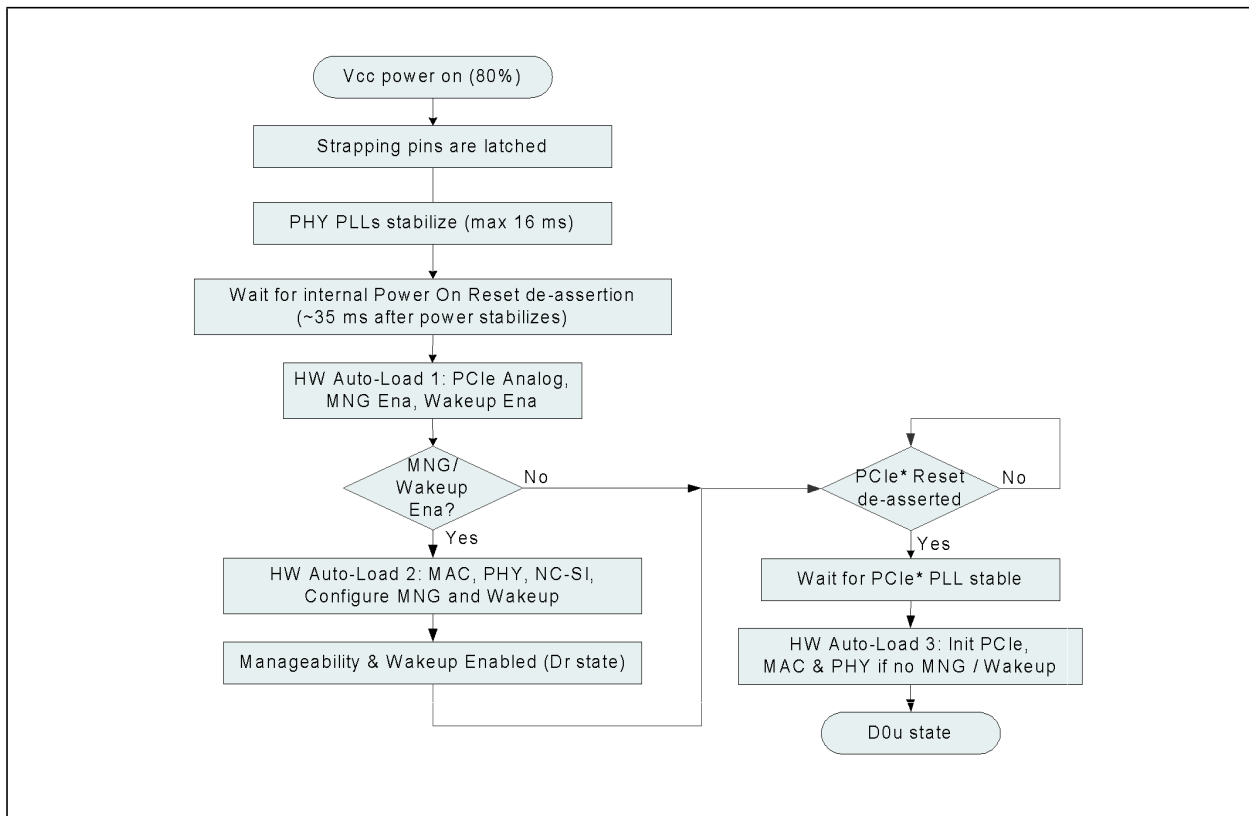 Vcc power on (80%)
Strapping pins are latched
PHY PLLs stabilize (max 16 ms)
Wait for internal Power On Reset de-assertion
(~35 ms after power stabilizes)
HW Auto-Load 1: PCIe Analog,
MNG Ena, Wakeup Ena
MNG/
Wakeup
Ena?
No
Yes
HW Auto-Load 2: MAC, PHY, NC-SI,
Configure MNG and Wakeup
Manageability & Wakeup Enabled (Dr state)
PCIe* Reset
de-asserted
No
Yes
Wait for PCIe* PLL stable
HW Auto-Load 3: Init PCIe,
MAC & PHY if no MNG / Wakeup
D0u state